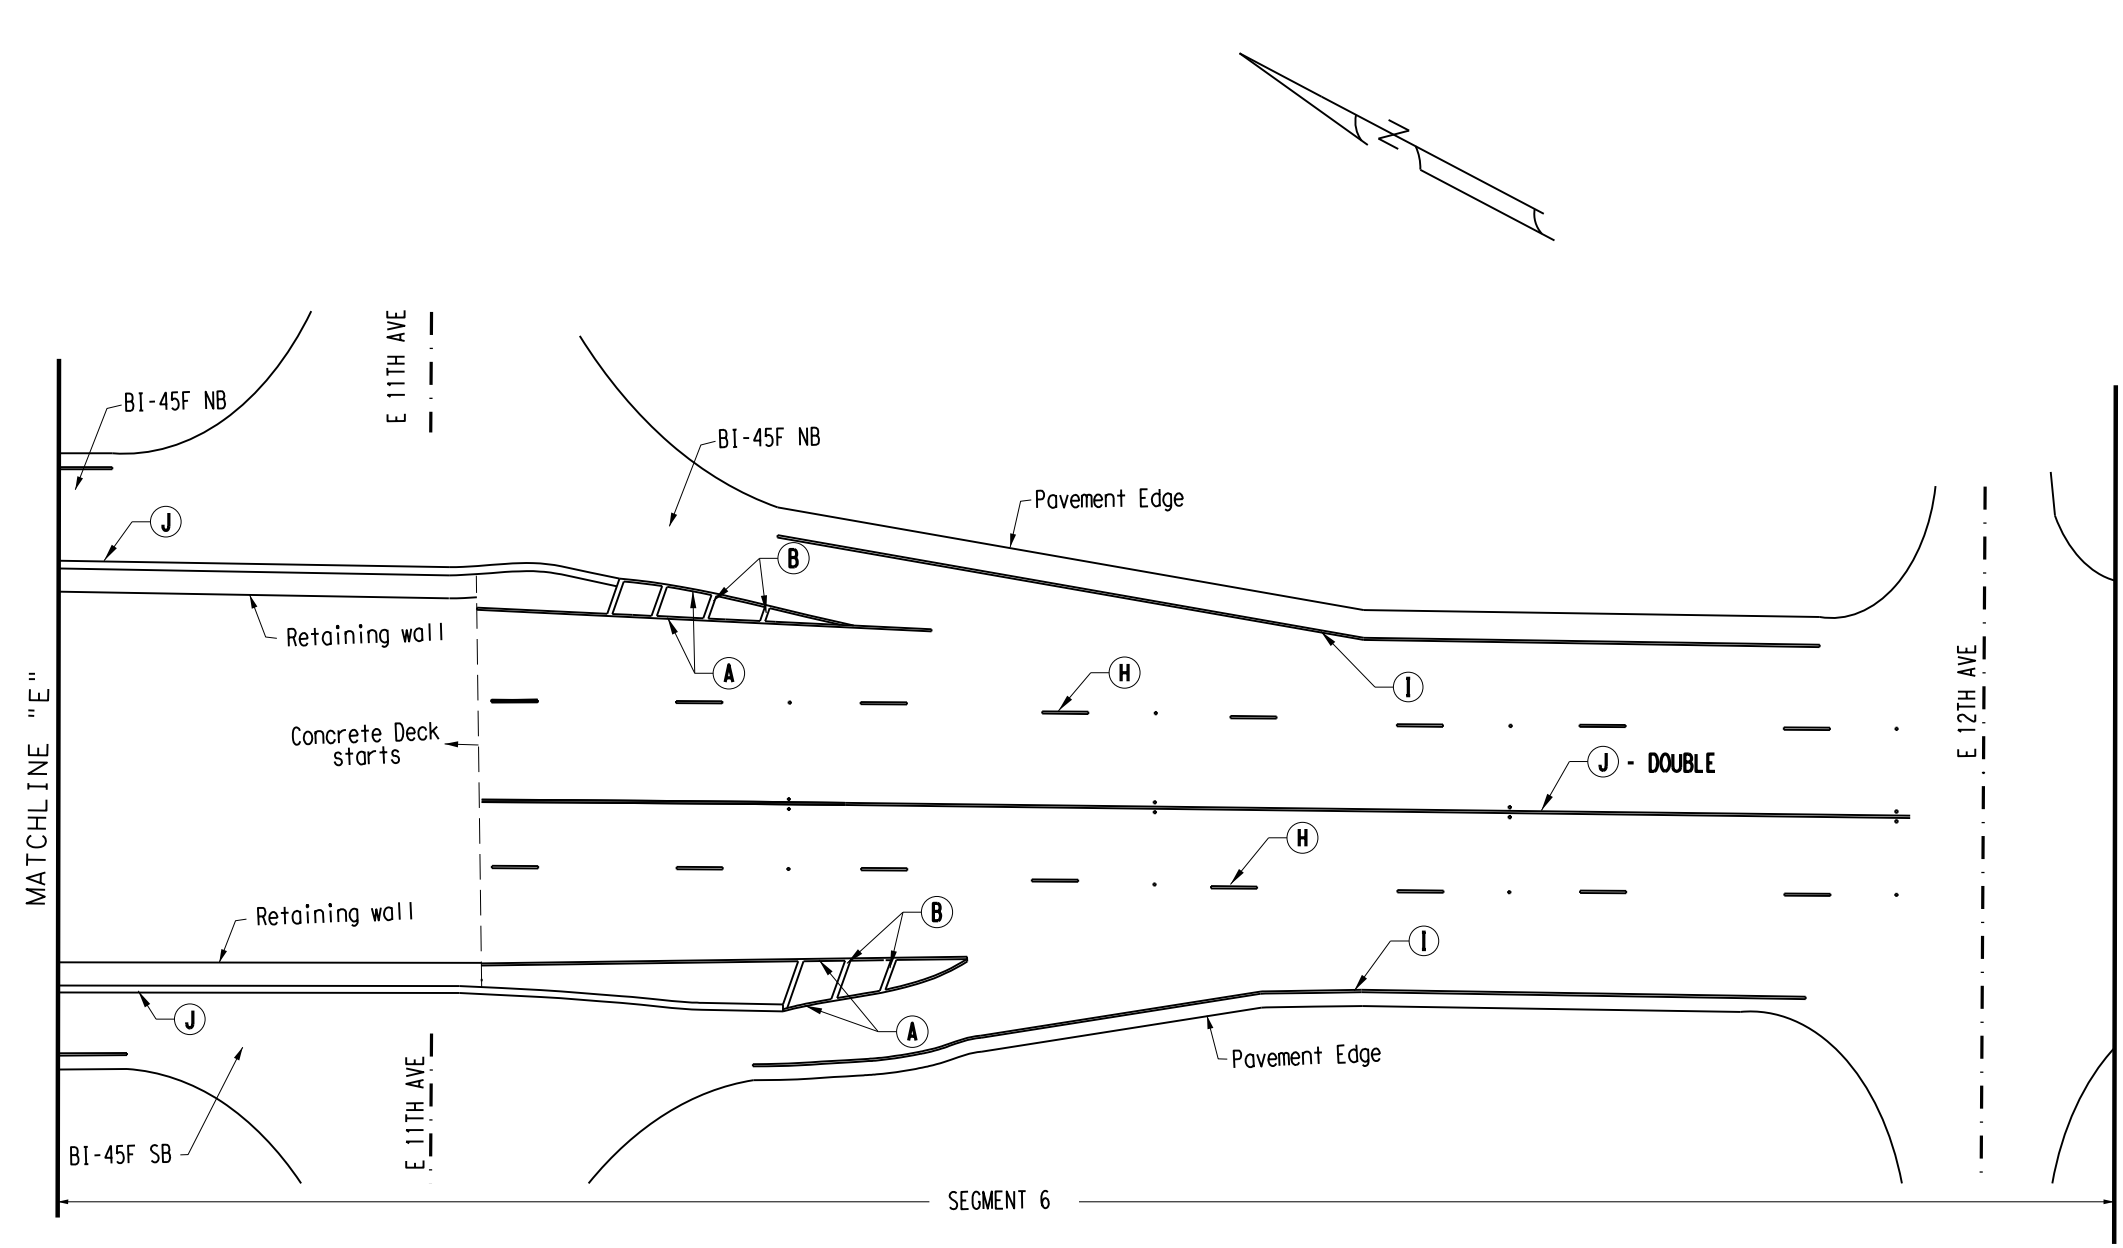 N
E 11TH AVE
BI-45F NB
BI-45F NB
Pavement Edge
J
B
Retaining wall
A
H
I
E 12TH AVE
Concrete Deck
starts
J - DOUBLE
MATCHLINE "E"
H
Retaining wall
B
I
J
A
Pavement Edge
E 11TH AVE
BI-45F SB
SEGMENT 6